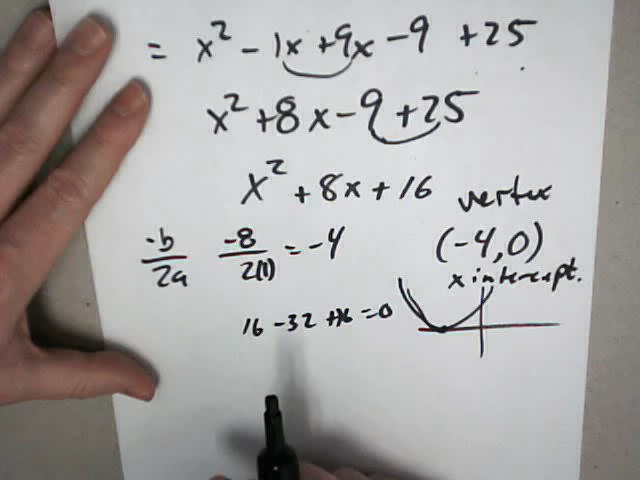 = x² - 1x + 9x - 9 + 25
x² + 8x - 9 + 25
x² + 8x + 16
vertex
-b/2a -8/2(1) = -4
(-4, 0)
x intercept.
16 - 32 + 16 = 0